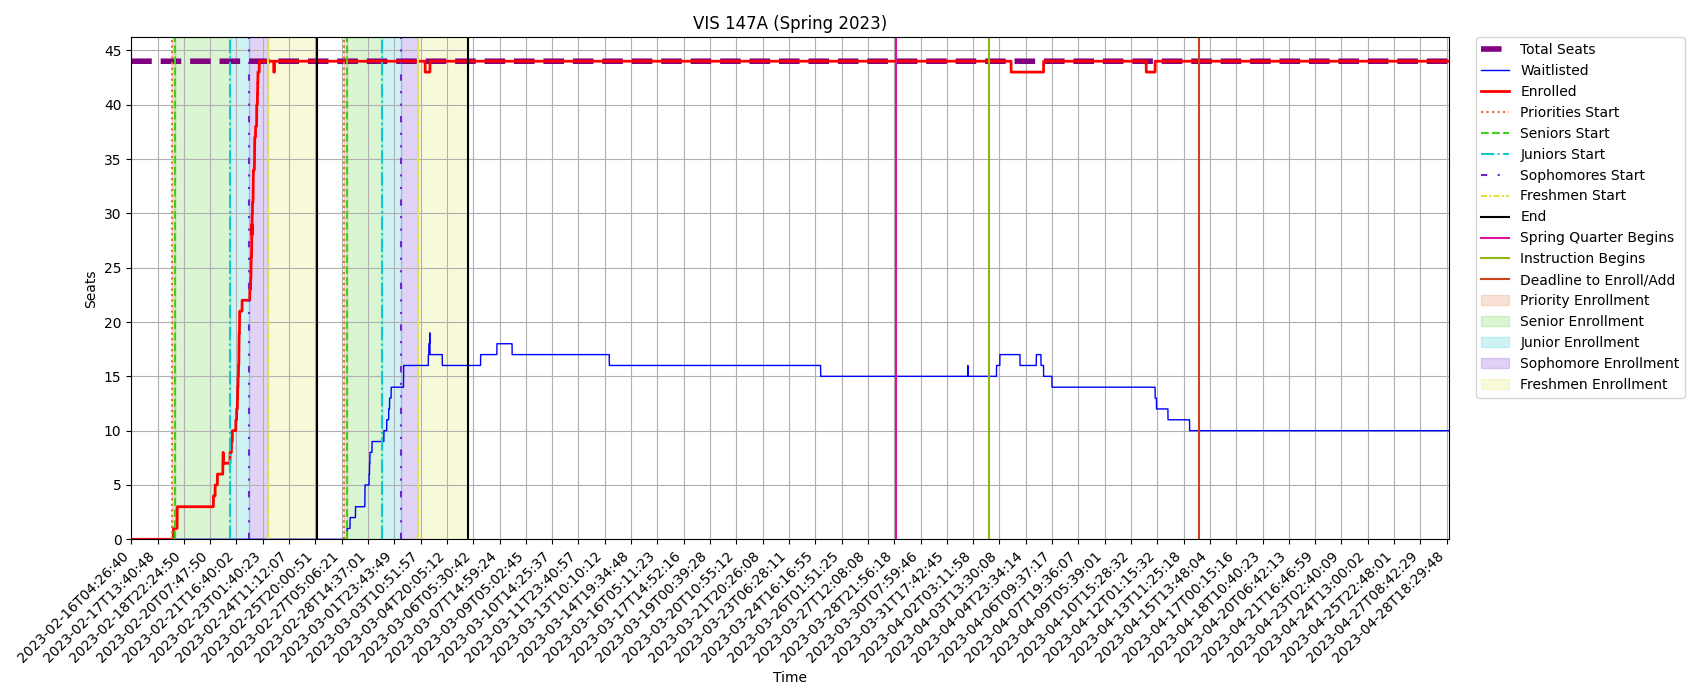 VIS 147A (Spring 2023)
Seats
45
40
35
30
25
20
15
10
5
0
2023-02-16T04:26:40
2023-02-17T13:40:48
2023-02-18T22:24:50
2023-02-20T07:47:50
2023-02-21T16:40:02
2023-02-23T01:40:23
2023-02-24T11:12:07
2023-02-25T20:00:51
2023-02-27T05:06:21
2023-02-28T14:37:01
2023-03-01T23:43:49
2023-03-03T10:51:57
2023-03-04T20:05:12
2023-03-06T05:30:42
2023-03-07T14:59:24
2023-03-09T05:02:45
2023-03-10T14:25:37
2023-03-11T23:40:57
2023-03-13T10:10:12
2023-03-14T19:34:48
2023-03-16T05:11:23
2023-03-17T14:52:16
2023-03-19T00:39:28
2023-03-20T10:55:12
2023-03-21T20:26:08
2023-03-23T06:28:11
2023-03-24T16:16:55
2023-03-26T01:51:25
2023-03-27T12:08:08
2023-03-28T21:56:18
2023-03-30T07:59:46
2023-03-31T17:42:45
2023-04-02T03:11:58
2023-04-03T13:30:08
2023-04-04T23:34:14
2023-04-06T09:37:17
2023-04-07T19:36:07
2023-04-09T05:39:01
2023-04-10T15:28:32
2023-04-12T01:15:32
2023-04-13T11:25:18
2023-04-15T13:48:04
2023-04-17T00:15:16
2023-04-18T10:40:23
2023-04-20T06:42:13
2023-04-21T16:46:59
2023-04-23T02:40:09
2023-04-24T13:00:02
2023-04-25T22:48:01
2023-04-27T08:42:29
2023-04-28T18:29:48
Time
Total Seats
Waitlisted
Enrolled
Priorities Start
Seniors Start
Juniors Start
Sophomores Start
Freshmen Start
End
Spring Quarter Begins
Instruction Begins
Deadline to Enroll/Add
Priority Enrollment
Senior Enrollment
Junior Enrollment
Sophomore Enrollment
Freshmen Enrollment